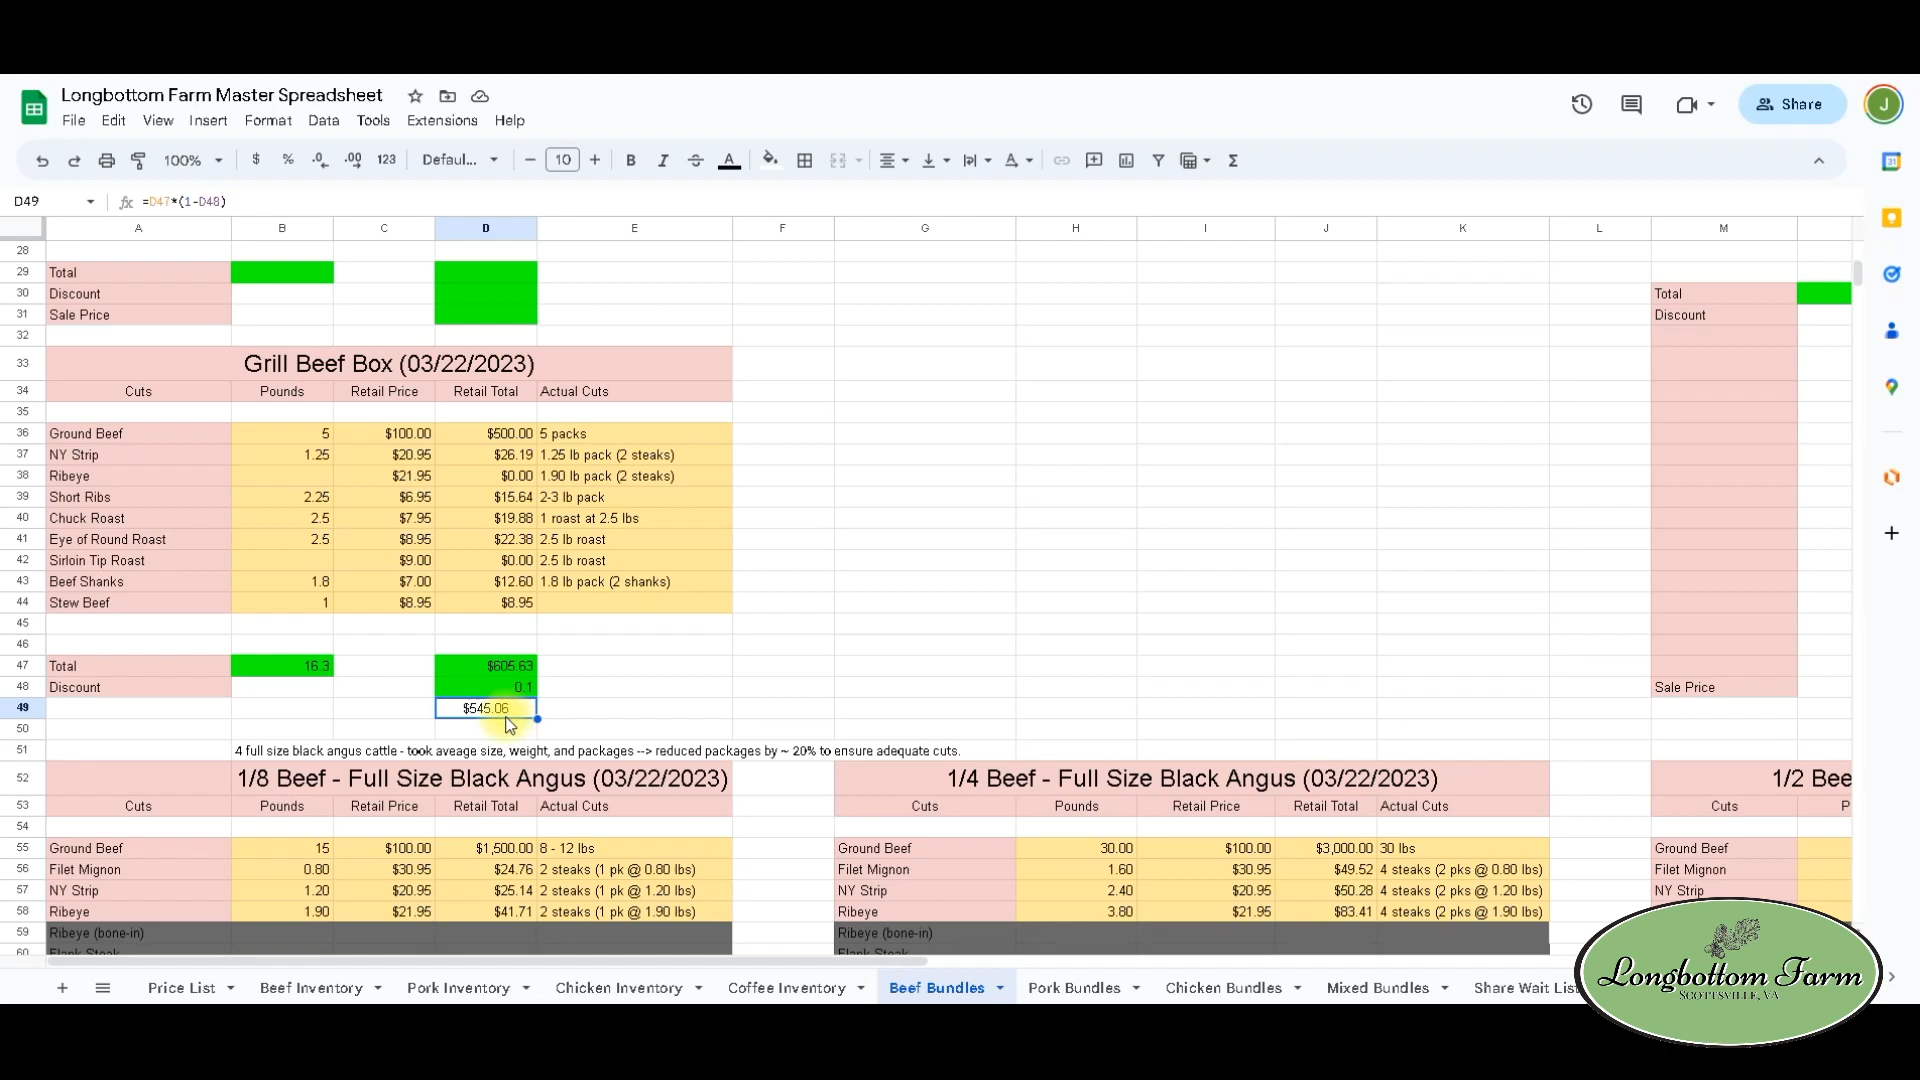 Longbottom Farm Master Spreadsheet
File Edit View Insert Format Data Tools Extensions Help
Share
J
100% $ % .0 .00 123 Defaul... 10 B I A
31
D49 fx =D47*(1-D48)
A B C D E F G H I J K L M
28
29 Total
30 Discount Total
31 Sale Price Discount
32
33 Grill Beef Box (03/22/2023)
34 Cuts Pounds Retail Price Retail Total Actual Cuts
35
36 Ground Beef 5 $100.00 $500.00 5 packs
37 NY Strip 1.25 $20.95 $26.19 1.25 lb pack (2 steaks)
38 Ribeye $21.95 $0.00 1.90 lb pack (2 steaks)
39 Short Ribs 2.25 $6.95 $15.64 2-3 lb pack
40 Chuck Roast 2.5 $7.95 $19.88 1 roast at 2.5 lbs
41 Eye of Round Roast 2.5 $8.95 $22.38 2.5 lb roast
42 Sirloin Tip Roast $9.00 $0.00 2.5 lb roast
43 Beef Shanks 1.8 $7.00 $12.60 1.8 lb pack (2 shanks)
44 Stew Beef 1 $8.95 $8.95
45
46
47 Total 16.3 $605.63
48 Discount 0.1 Sale Price
49 $545.06
50
51 4 full size black angus cattle - took aveage size, weight, and packages --> reduced packages by ~ 20% to ensure adequate cuts.
52 1/8 Beef - Full Size Black Angus (03/22/2023) 1/4 Beef - Full Size Black Angus (03/22/2023) 1/2 Bee
53 Cuts Pounds Retail Price Retail Total Actual Cuts Cuts Pounds Retail Price Retail Total Actual Cuts Cuts P
54
55 Ground Beef 15 $100.00 $1,500.00 8 - 12 lbs Ground Beef 30.00 $100.00 $3,000.00 30 lbs Ground Beef
56 Filet Mignon 0.80 $30.95 $24.76 2 steaks (1 pk @ 0.80 lbs) Filet Mignon 1.60 $30.95 $49.52 4 steaks (2 pks @ 0.80 lbs) Filet Mignon
57 NY Strip 1.20 $20.95 $25.14 2 steaks (1 pk @ 1.20 lbs) NY Strip 2.40 $20.95 $50.28 4 steaks (2 pks @ 1.20 lbs) NY Strip
58 Ribeye 1.90 $21.95 $41.71 2 steaks (1 pk @ 1.90 lbs) Ribeye 3.80 $21.95 $83.41 4 steaks (2 pks @ 1.90 lbs)
59 Ribeye (bone-in) Ribeye (bone-in)
60 Flank Steak Flank Steak
Price List Beef Inventory Pork Inventory Chicken Inventory Coffee Inventory Beef Bundles Pork Bundles Chicken Bundles Mixed Bundles Share Wait List
Longbottom Farm
SCOTTSVILLE, VA